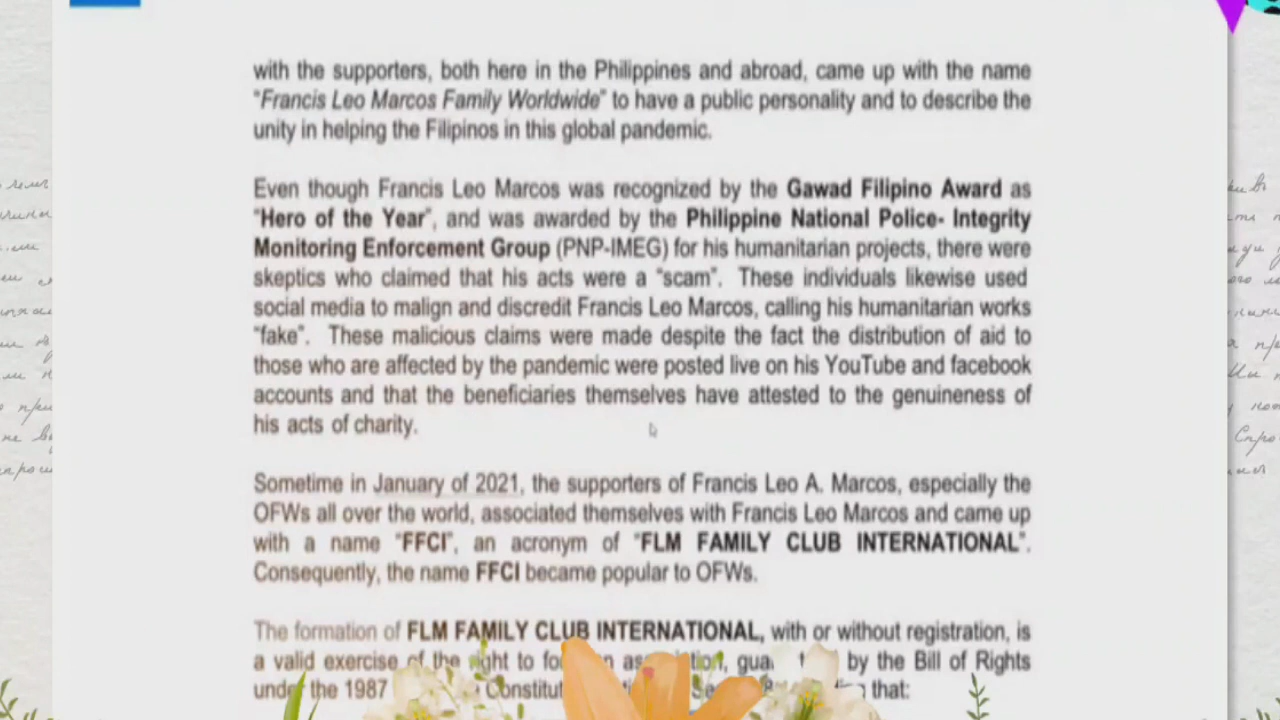 with the supporters, both here in the Philippines and abroad, came up with the name
"Francis Leo Marcos Family Worldwide" to have a public personality and to describe the
unity in helping the Filipinos in this global pandemic.
Even though Francis Leo Marcos was recognized by the Gawad Filipino Award as
"Hero of the Year", and was awarded by the Philippine National Police- Integrity
Monitoring Enforcement Group (PNP-IMEG) for his humanitarian projects, there were
skeptics who claimed that his acts were a "scam". These individuals likewise used
social media to malign and discredit Francis Leo Marcos, calling his humanitarian works
"fake". These malicious claims were made despite the fact the distribution of aid to
those who are affected by the pandemic were posted live on his YouTube and facebook
accounts and that the beneficiaries themselves have attested to the genuineness of
his acts of charity.
Sometime in January of 2021, the supporters of Francis Leo A. Marcos, especially the
OFWs all over the world, associated themselves with Francis Leo Marcos and came up
with a name "FFCI", an acronym of "FLM FAMILY CLUB INTERNATIONAL".
Consequently, the name FFCI became popular to OFWs.
The formation of FLM FAMILY CLUB INTERNATIONAL, with or without registration, is
a valid exercise of the right to by the Bill of Rights
under the 1987 that: